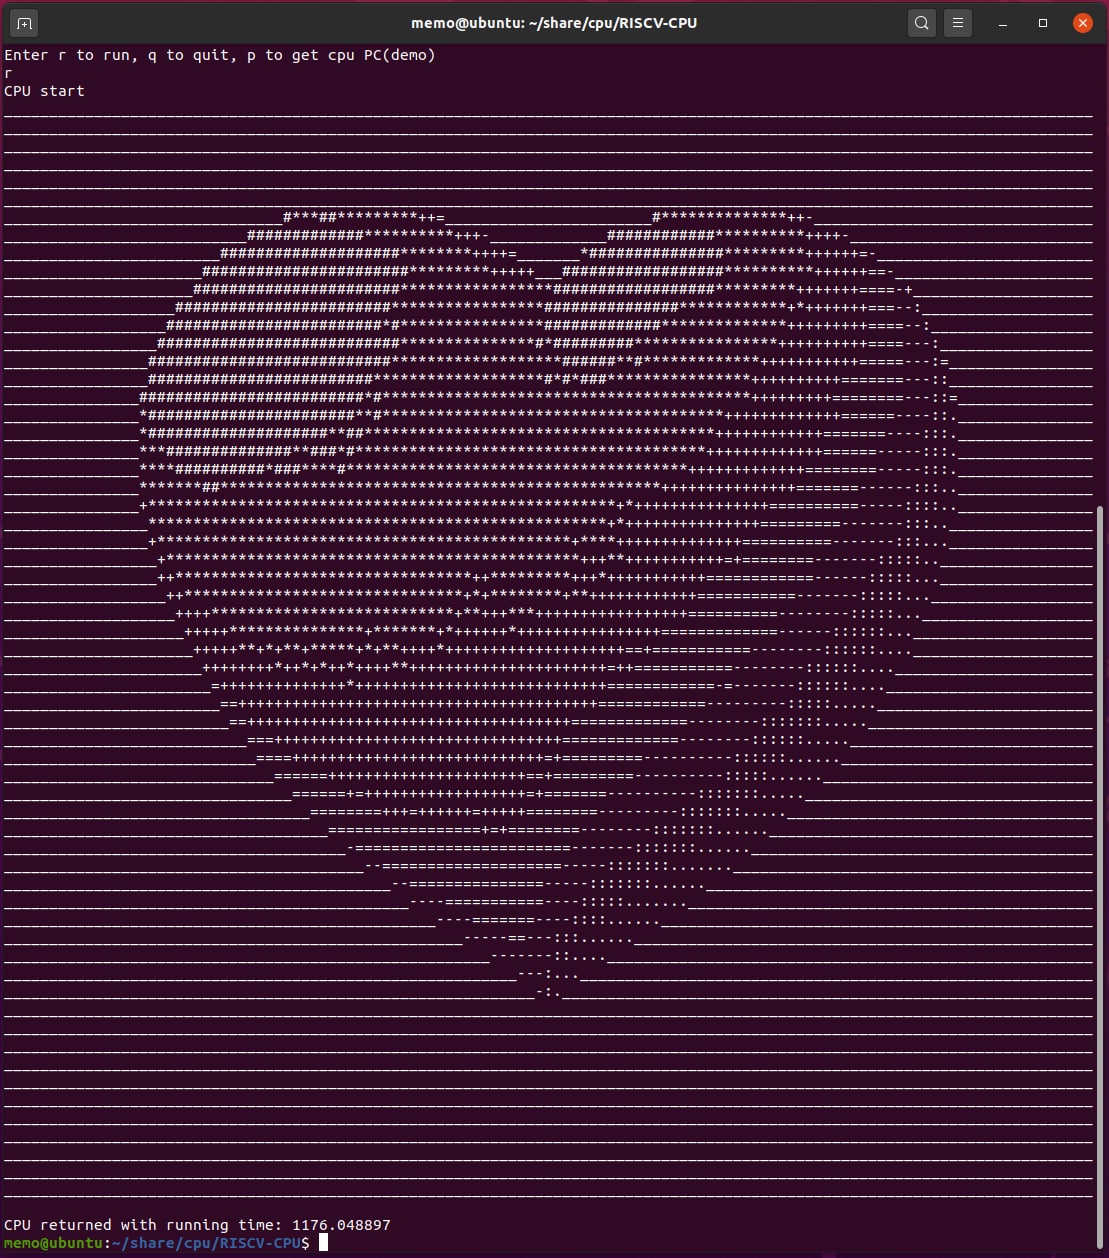 memo@ubuntu: ~/share/cpu/RISCV-CPU
Enter r to run, q to quit, p to get cpu PC(demo)
r
CPU start
CPU returned with running time: 1176.048897
memo@ubuntu:~/share/cpu/RISCV-CPU$